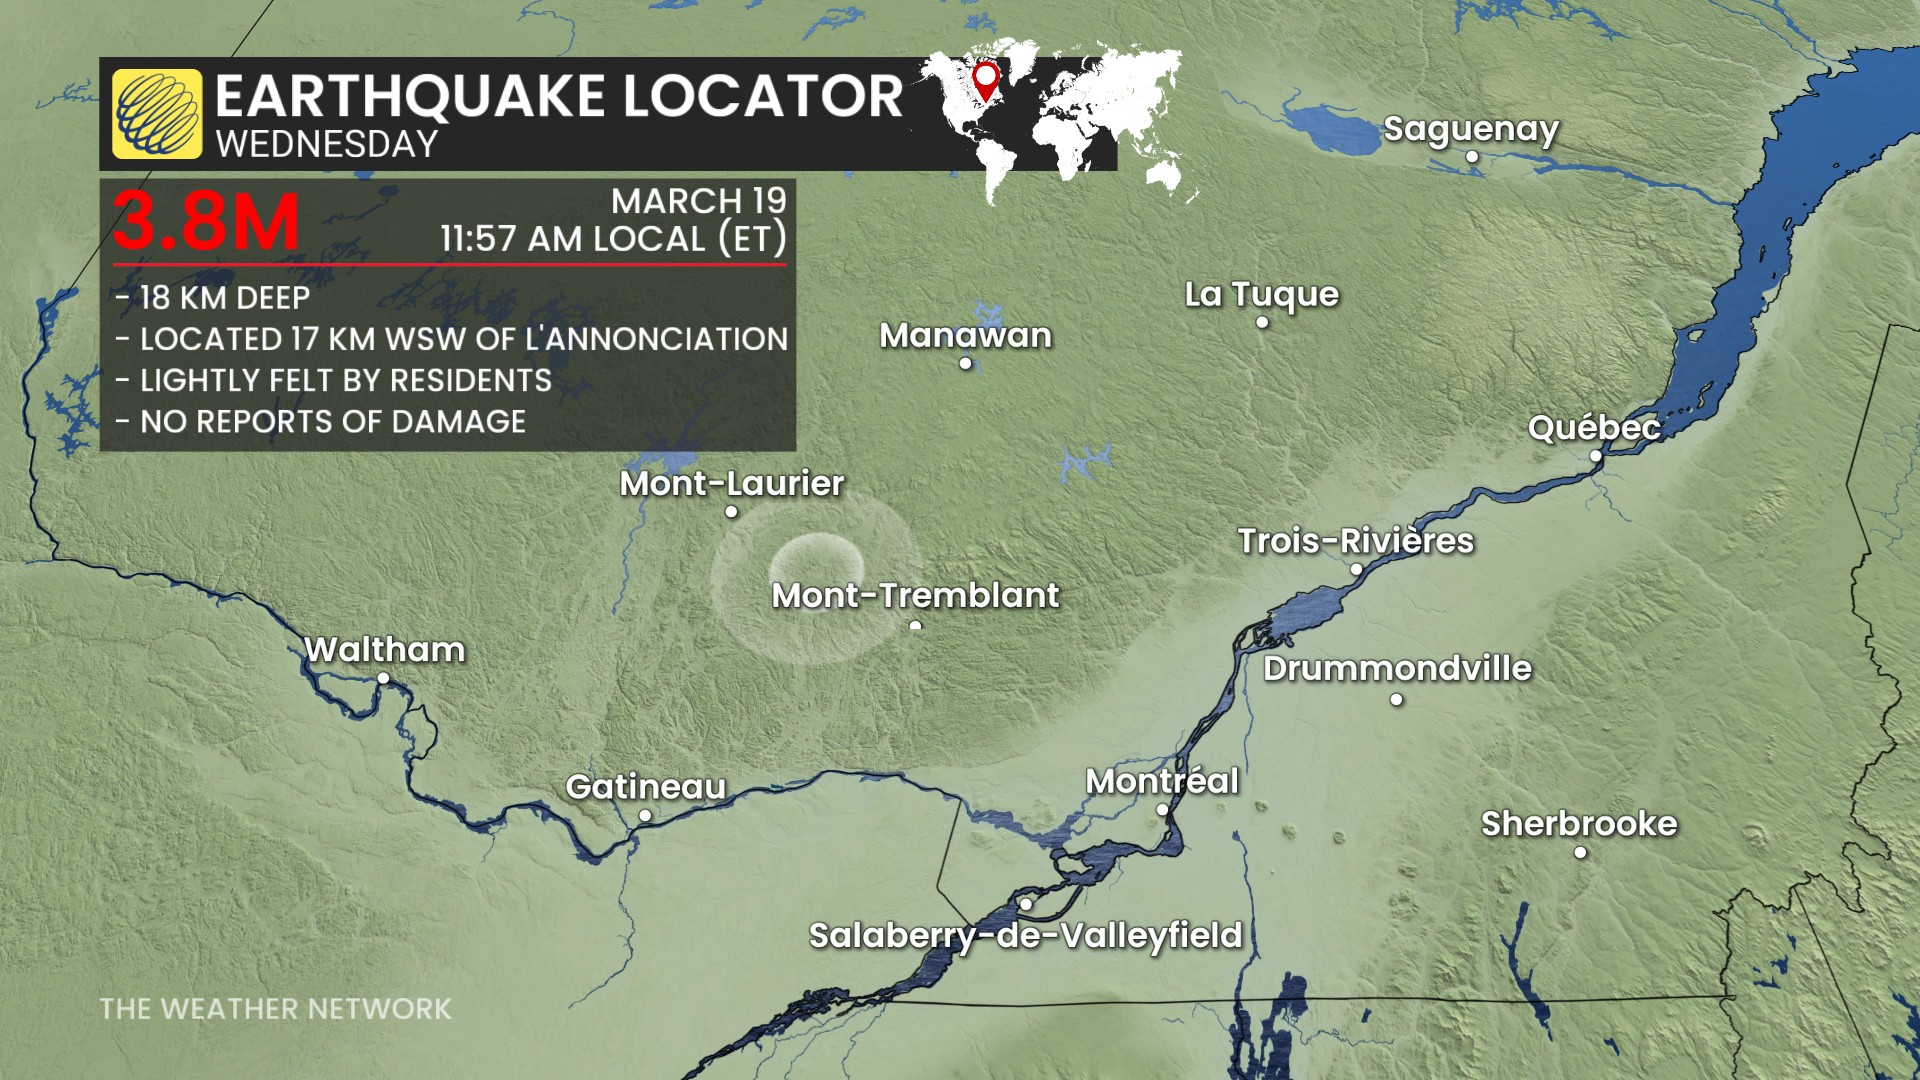 EARTHQUAKE LOCATOR
WEDNESDAY
3.8M
MARCH 19
11:57 AM LOCAL (ET)
- 18 KM DEEP
- LOCATED 17 KM WSW OF L'ANNONCIATION
- LIGHTLY FELT BY RESIDENTS
- NO REPORTS OF DAMAGE
Saguenay
La Tuque
Manawan
Québec
Mont-Laurier
Trois-Rivières
Mont-Tremblant
Waltham
Drummondville
Montréal
Gatineau
Sherbrooke
Salaberry-de-Valleyfield
THE WEATHER NETWORK